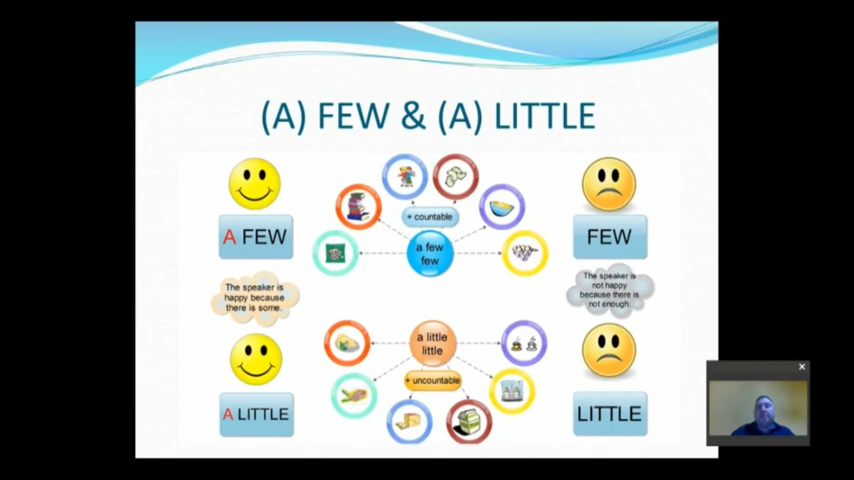 (A) FEW & (A) LITTLE
+ countable
A FEW
a few
few
FEW
The speaker is
happy because
there is some.
The speaker is
not happy
because there is
not enough.
a little
little
+ uncountable
A LITTLE
LITTLE